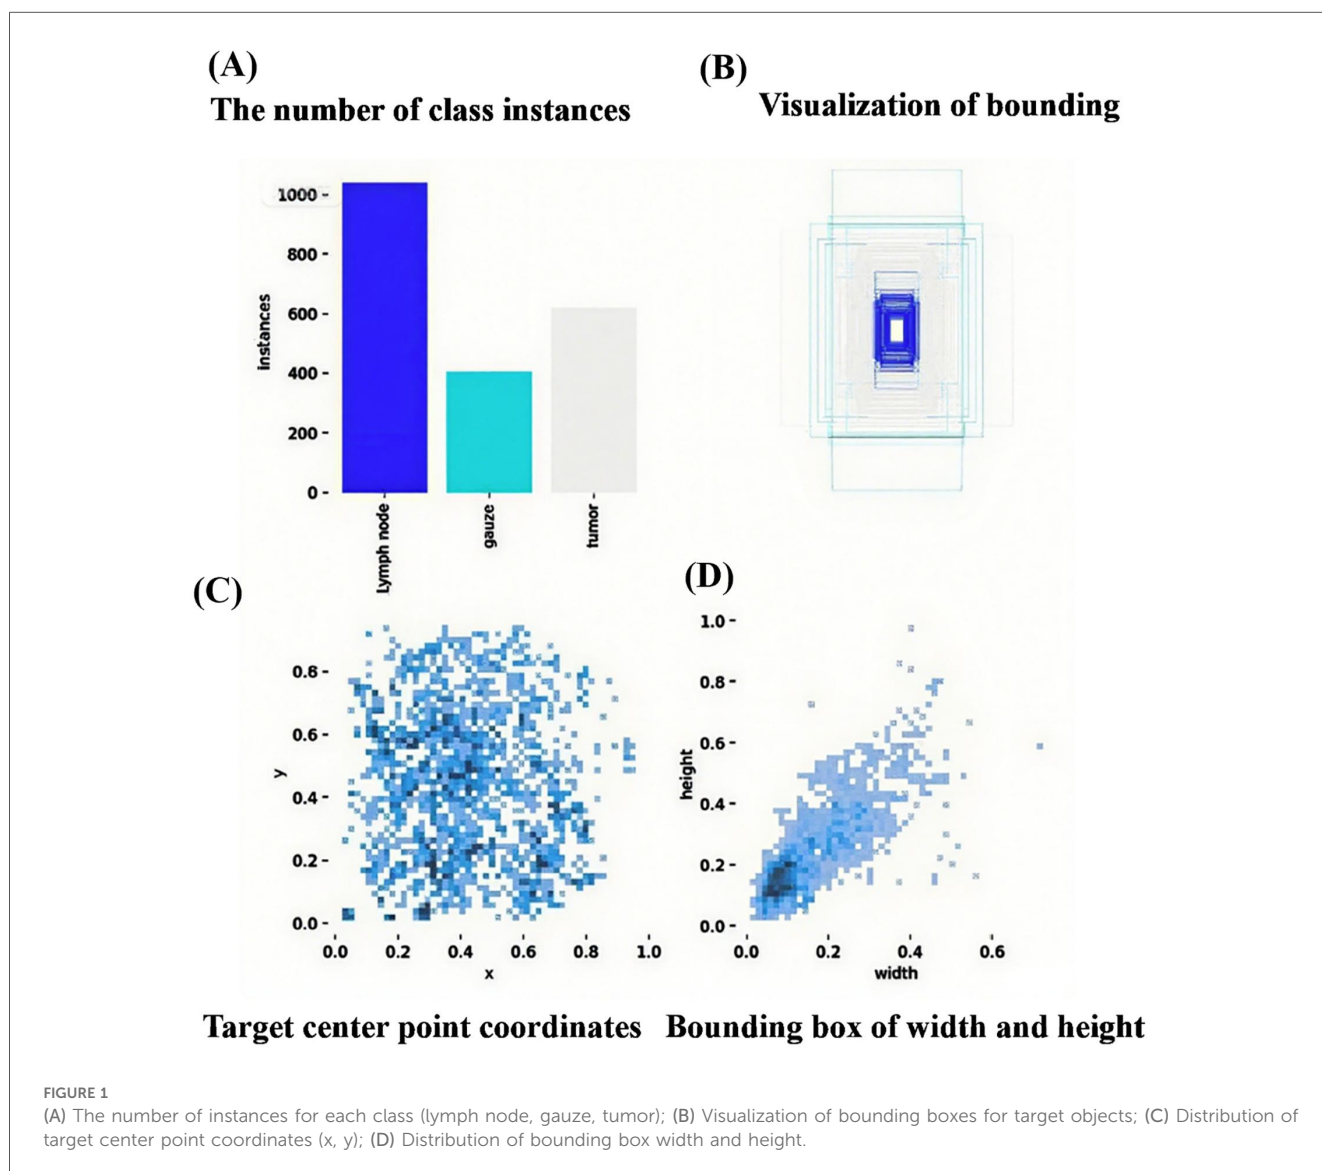 (A)
The number of class instances
1000
800
600
400
200
0
instances
Lymph node
gauze
tumor
(B)
Visualization of bounding
(C)
0.8
0.6
0.4
0.2
0.0
y
0.0 0.2 0.4 0.6 0.8 1.0
x
Target center point coordinates
(D)
1.0
0.8
0.6
0.4
0.2
0.0
height
0.0 0.2 0.4 0.6
width
Bounding box of width and height
FIGURE 1
(A) The number of instances for each class (lymph node, gauze, tumor); (B) Visualization of bounding boxes for target objects; (C) Distribution of
target center point coordinates (x, y); (D) Distribution of bounding box width and height.